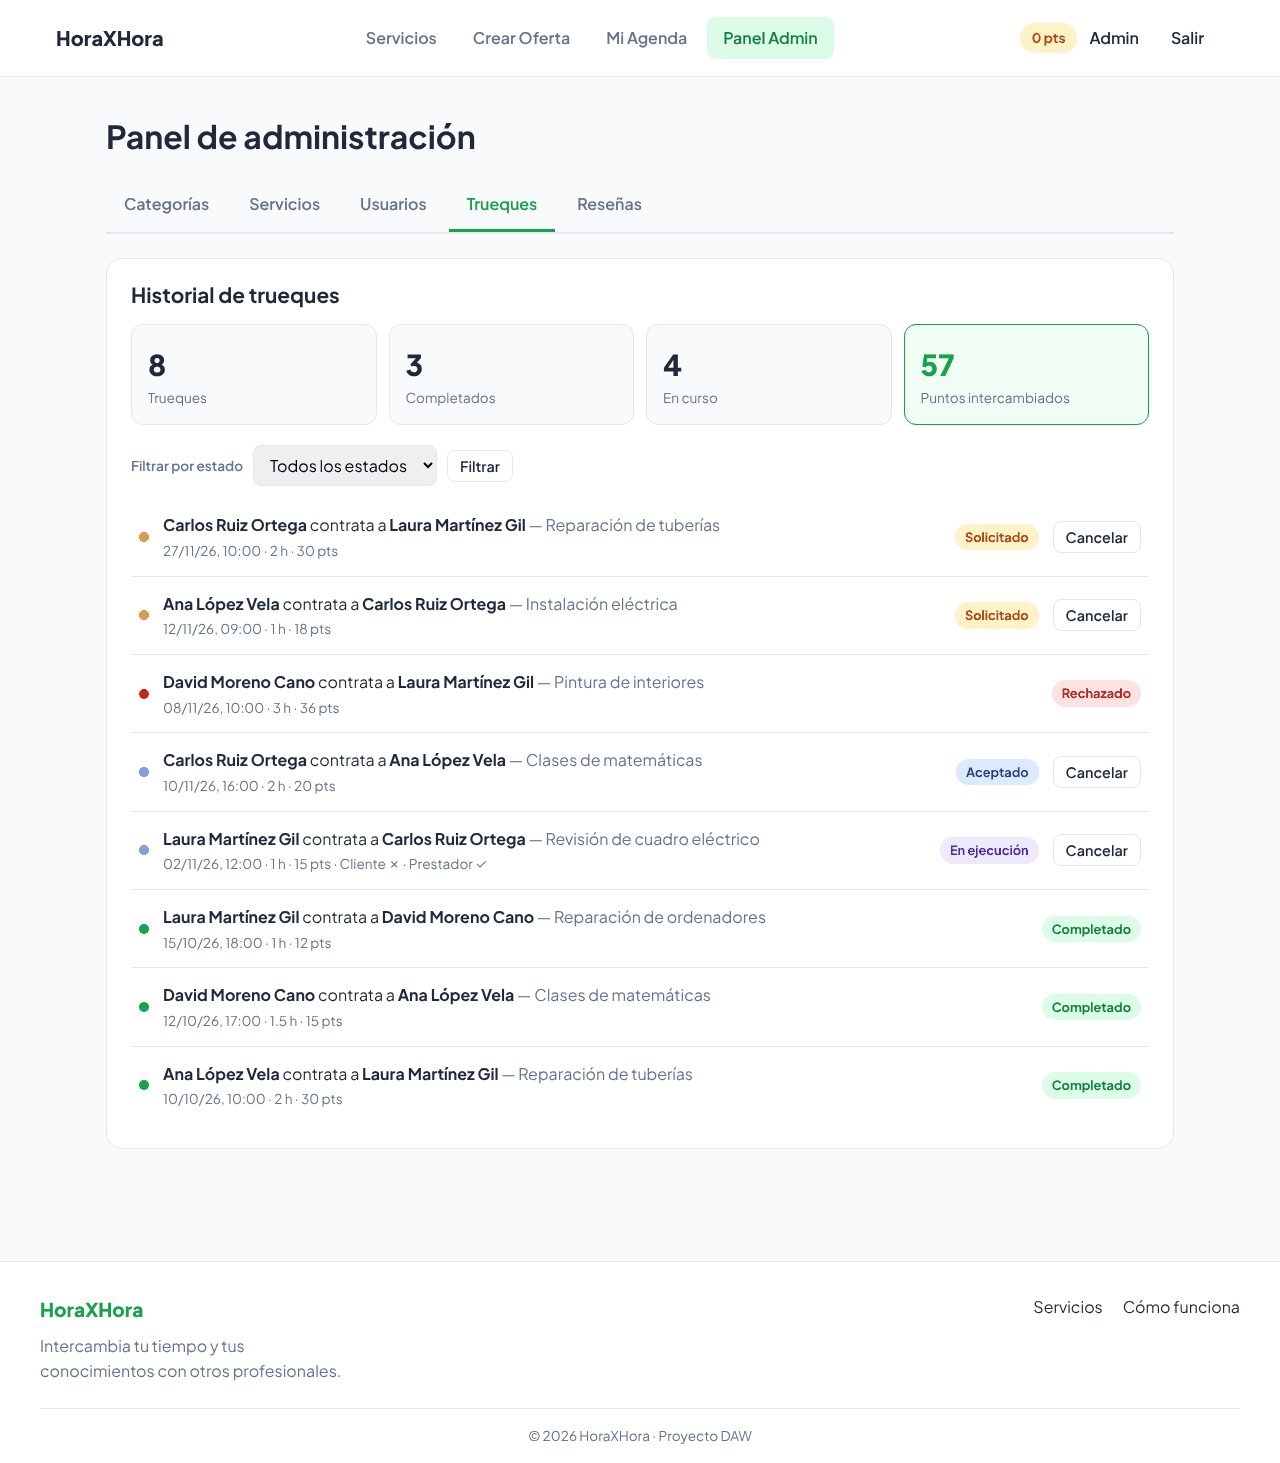 HoraXHora
Servicios
Crear Oferta
Mi Agenda
Panel Admin
0 pts
Admin
Salir
Panel de administración
Categorías
Servicios
Usuarios
Trueques
Reseñas
Historial de trueques
8
Trueques
3
Completados
4
En curso
57
Puntos intercambiados
Filtrar por estado
Todos los estados
Filtrar
Carlos Ruiz Ortega contrata a Laura Martínez Gil — Reparación de tuberías
27/11/26, 10:00 · 2 h · 30 pts
Solicitado
Cancelar
Ana López Vela contrata a Carlos Ruiz Ortega — Instalación eléctrica
12/11/26, 09:00 · 1 h · 18 pts
Solicitado
Cancelar
David Moreno Cano contrata a Laura Martínez Gil — Pintura de interiores
08/11/26, 10:00 · 3 h · 36 pts
Rechazado
Carlos Ruiz Ortega contrata a Ana López Vela — Clases de matemáticas
10/11/26, 16:00 · 2 h · 20 pts
Aceptado
Cancelar
Laura Martínez Gil contrata a Carlos Ruiz Ortega — Revisión de cuadro eléctrico
02/11/26, 12:00 · 1 h · 15 pts · Cliente ✗ · Prestador ✓
En ejecución
Cancelar
Laura Martínez Gil contrata a David Moreno Cano — Reparación de ordenadores
15/10/26, 18:00 · 1 h · 12 pts
Completado
David Moreno Cano contrata a Ana López Vela — Clases de matemáticas
12/10/26, 17:00 · 1.5 h · 15 pts
Completado
Ana López Vela contrata a Laura Martínez Gil — Reparación de tuberías
10/10/26, 10:00 · 2 h · 30 pts
Completado
HoraXHora
Servicios
Cómo funciona
Intercambia tu tiempo y tus
conocimientos con otros profesionales.
© 2026 HoraXHora · Proyecto DAW